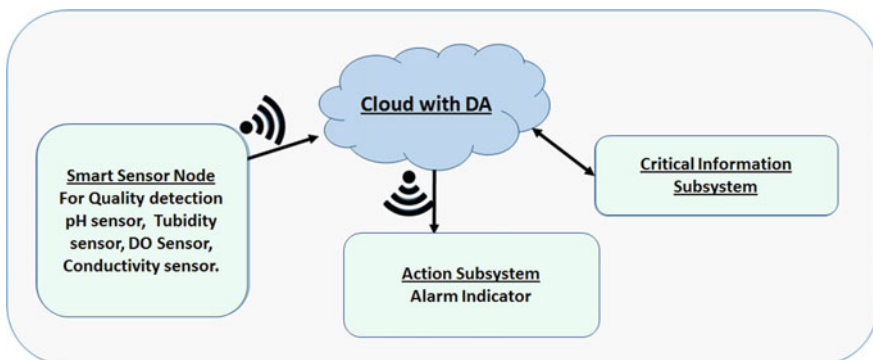 Cloud with DA
Smart Sensor Node
For Quality detection
pH sensor, Tubidity
sensor, DO Sensor,
Conductivity sensor.
Critical Information
Subsystem
Action Subsystem
Alarm Indicator